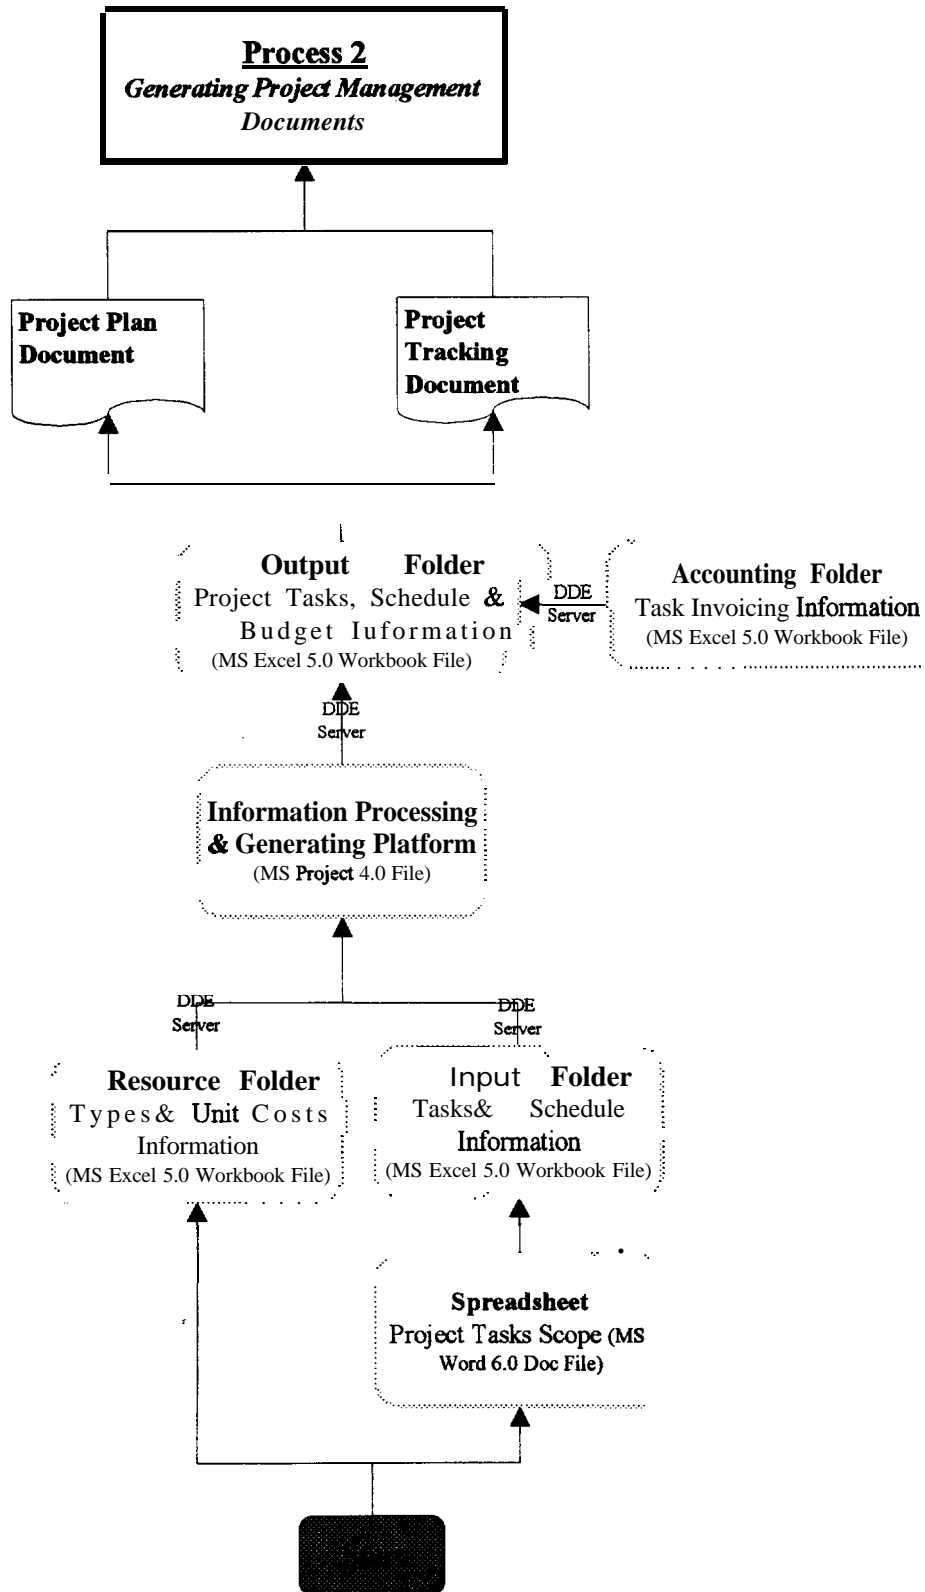 Process 2
Generating Project Management
Documents
Project Plan
Document
Project
Tracking
Document
Output Folder
Project Tasks, Schedule &
Budget Iuformation
(MS Excel 5.0 Workbook File)
DDE
Server
Accounting Folder
Task Invoicing Information
(MS Excel 5.0 Workbook File)
DDE
Server
Information Processing
& Generating Platform
(MS Project 4.0 File)
DDE
Server
DDE
Server
Resource Folder
Types& Unit Costs
Information
(MS Excel 5.0 Workbook File)
Input Folder
Tasks& Schedule
Information
(MS Excel 5.0 Workbook File)
Spreadsheet
Project Tasks Scope (MS
Word 6.0 Doc File)